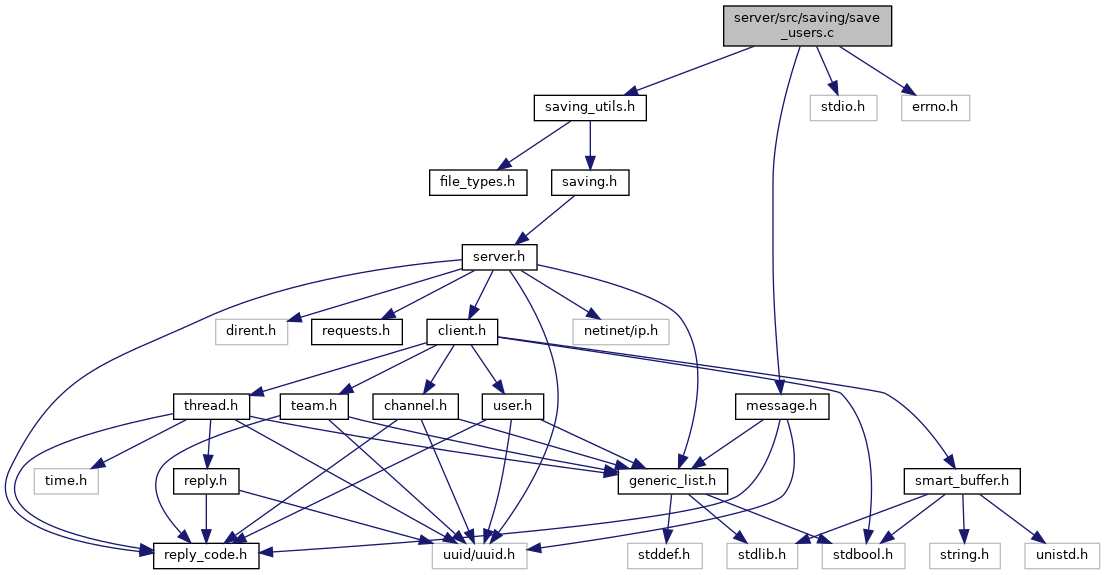 server/src/saving/save
_users.c
saving_utils.h
stdio.h
errno.h
file_types.h
saving.h
server.h
dirent.h
requests.h
client.h
netinet/ip.h
thread.h
team.h
channel.h
user.h
message.h
time.h
reply.h
generic_list.h
smart_buffer.h
reply_code.h
uuid/uuid.h
stddef.h
stdlib.h
stdbool.h
string.h
unistd.h